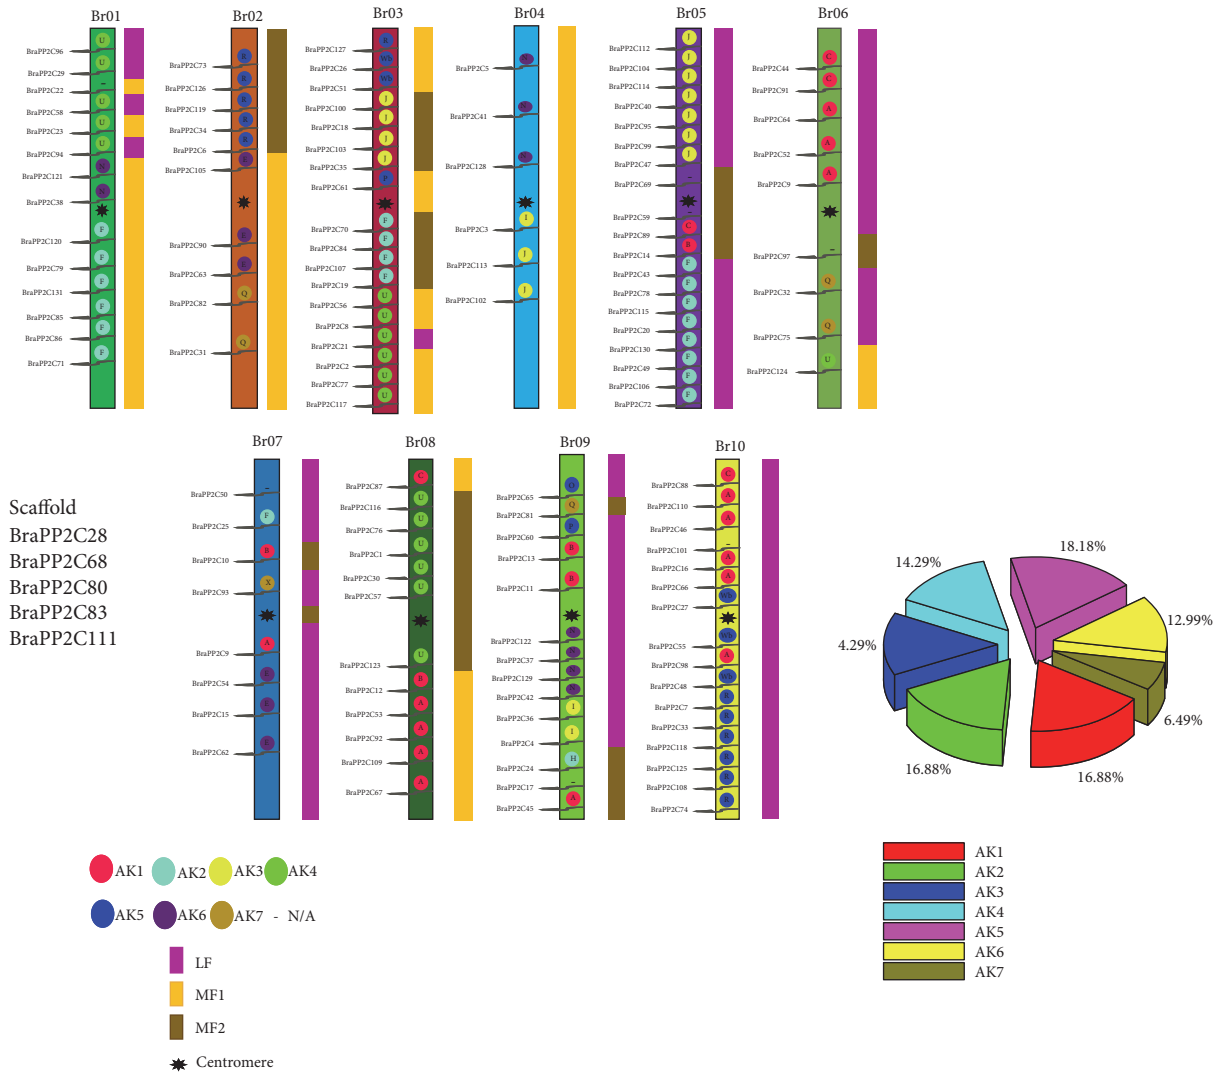 Br01
Br02
Br03
Br04
Br05
Br06
BraPP2C96
BraPP2C29
BraPP2C22
BraPP2C58
BraPP2C23
BraPP2C94
BraPP2C121
BraPP2C38
BraPP2C120
BraPP2C79
BraPP2C131
BraPP2C85
BraPP2C86
BraPP2C71
U
U
-
U
U
U
N
N
F
F
F
F
F
F
BraPP2C73
BraPP2C126
BraPP2C119
BraPP2C34
BraPP2C6
BraPP2C105
BraPP2C90
BraPP2C63
BraPP2C82
BraPP2C31
R
R
R
R
R
E
E
E
Q
Q
BraPP2C127
BraPP2C26
BraPP2C51
BraPP2C100
BraPP2C18
BraPP2C103
BraPP2C35
BraPP2C61
BraPP2C70
BraPP2C84
BraPP2C107
BraPP2C19
BraPP2C56
BraPP2C8
BraPP2C21
BraPP2C2
BraPP2C77
BraPP2C117
R
Wb
Wb
J
J
J
J
P
F
F
F
F
U
U
U
U
U
U
BraPP2C5
BraPP2C41
BraPP2C128
BraPP2C3
BraPP2C113
BraPP2C102
N
N
N
I
J
J
BraPP2C112
BraPP2C104
BraPP2C114
BraPP2C40
BraPP2C95
BraPP2C99
BraPP2C47
BraPP2C69
BraPP2C59
BraPP2C89
BraPP2C14
BraPP2C43
BraPP2C78
BraPP2C115
BraPP2C20
BraPP2C130
BraPP2C49
BraPP2C106
BraPP2C72
J
J
J
J
J
J
J
-
-
C
B
F
F
F
F
F
F
F
F
BraPP2C44
BraPP2C91
BraPP2C64
BraPP2C52
BraPP2C9
BraPP2C97
BraPP2C32
BraPP2C75
BraPP2C124
C
C
A
A
A
-
Q
Q
U
Br07
Br08
Br09
Br10
Scaffold
BraPP2C28
BraPP2C68
BraPP2C80
BraPP2C83
BraPP2C111
BraPP2C50
BraPP2C25
BraPP2C10
BraPP2C93
BraPP2C9
BraPP2C54
BraPP2C15
BraPP2C62
-
F
B
X
A
E
E
E
BraPP2C87
BraPP2C116
BraPP2C76
BraPP2C1
BraPP2C30
BraPP2C57
BraPP2C123
BraPP2C12
BraPP2C53
BraPP2C92
BraPP2C109
BraPP2C67
C
U
U
U
U
U
U
B
A
A
A
A
BraPP2C65
BraPP2C81
BraPP2C60
BraPP2C13
BraPP2C11
BraPP2C122
BraPP2C37
BraPP2C129
BraPP2C42
BraPP2C36
BraPP2C4
BraPP2C24
BraPP2C17
BraPP2C45
O
Q
P
B
B
N
N
N
N
I
I
H
-
A
BraPP2C88
BraPP2C110
BraPP2C46
BraPP2C101
BraPP2C16
BraPP2C66
BraPP2C27
BraPP2C55
BraPP2C98
BraPP2C48
BraPP2C7
BraPP2C33
BraPP2C118
BraPP2C125
BraPP2C108
BraPP2C74
C
A
A
-
A
A
Wb
Wb
A
Wb
R
R
R
R
R
R
18.18%
14.29%
12.99%
4.29%
6.49%
16.88%
16.88%
AK1
AK2
AK3
AK4
AK5
AK6
AK7
- N/A
LF
MF1
MF2
Centromere
AK1
AK2
AK3
AK4
AK5
AK6
AK7